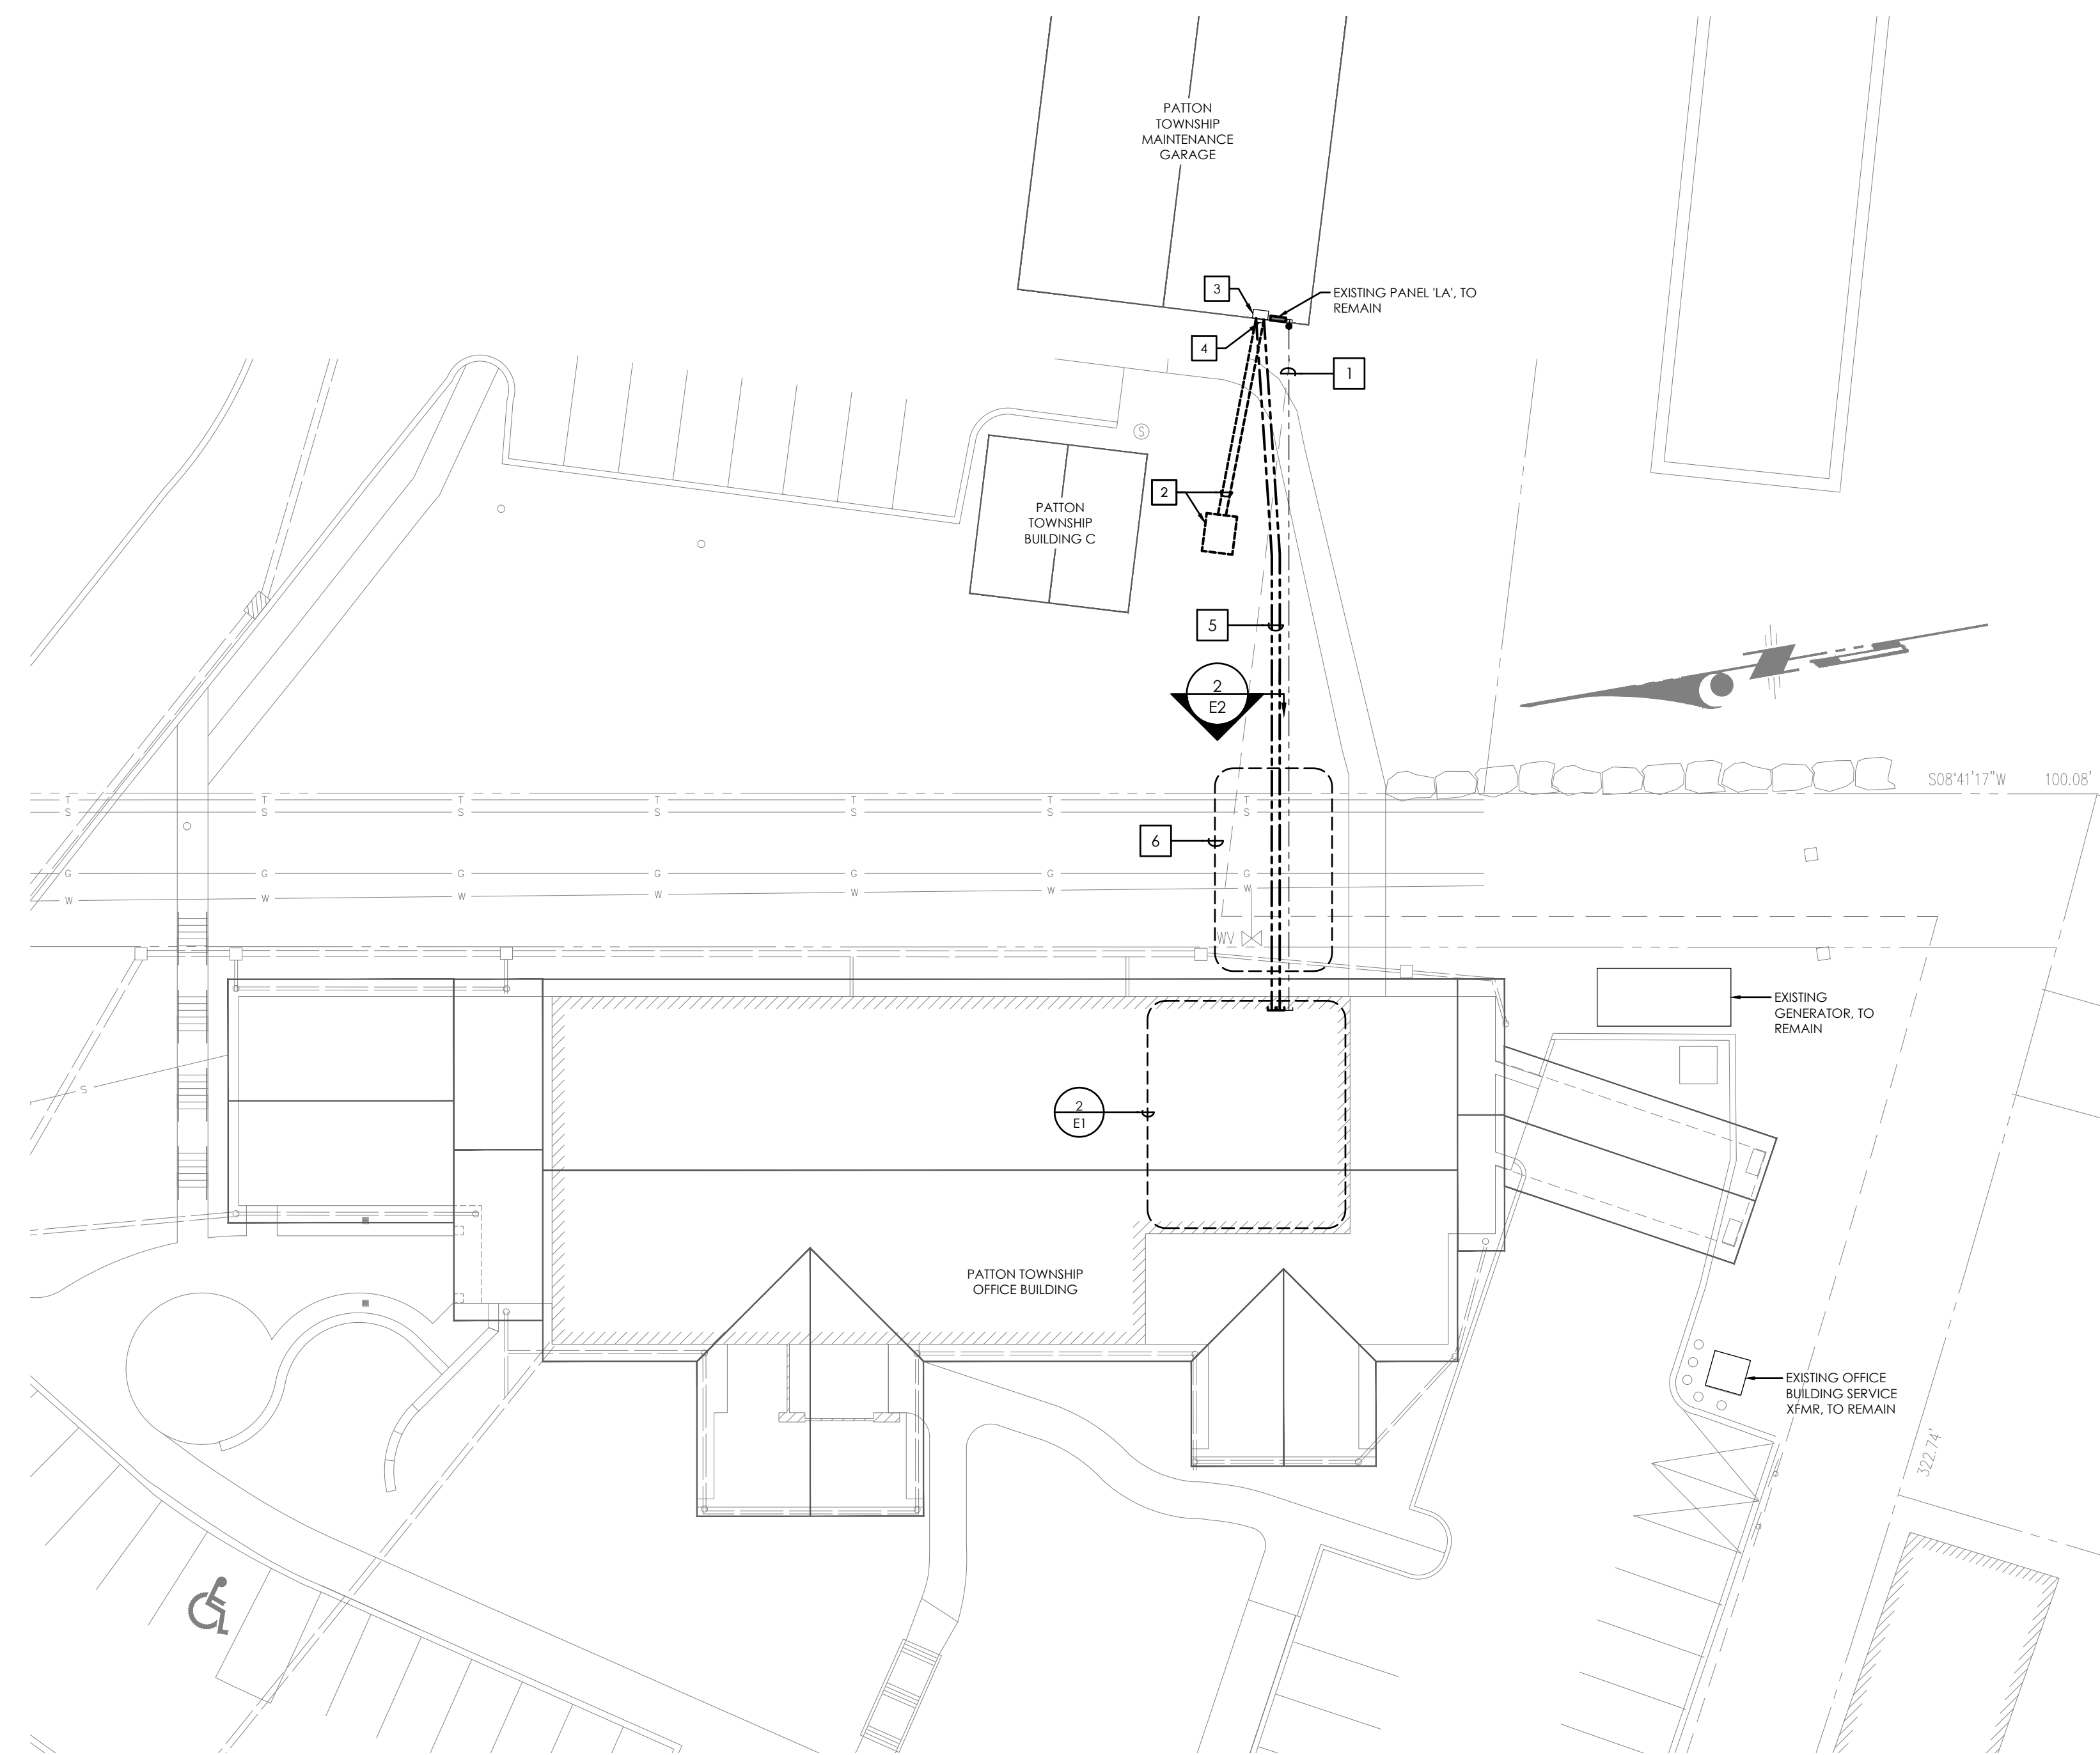 PATTON
TOWNSHIP
MAINTENANCE
GARAGE
3
EXISTING PANEL 'LA', TO
REMAIN
4
1
S
2
PATTON
TOWNSHIP
BUILDING C
5
2
E2
S08°41'17"W 100.08'
T T T T T T T
S S S S S S S
6
G G G G G G G
W W W W W W W
WV
EXISTING
GENERATOR, TO
REMAIN
S
2
E1
PATTON TOWNSHIP
OFFICE BUILDING
EXISTING OFFICE
BUILDING SERVICE
XFMR, TO REMAIN
322.74'